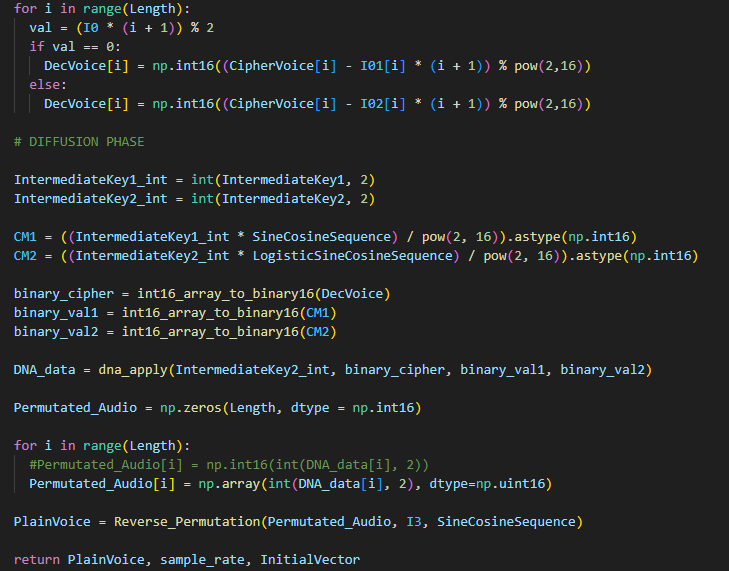 for i in range(Length):
val = (I0 * (i + 1)) % 2
if val == 0:
DecVoice[i] = np.int16((CipherVoice[i] - I01[i] * (i + 1)) % pow(2,16))
else:
DecVoice[i] = np.int16((CipherVoice[i] - I02[i] * (i + 1)) % pow(2,16))
# DIFFUSION PHASE
IntermediateKey1_int = int(IntermediateKey1, 2)
IntermediateKey2_int = int(IntermediateKey2, 2)
CM1 = ((IntermediateKey1_int * SineCosineSequence) / pow(2, 16)).astype(np.int16)
CM2 = ((IntermediateKey2_int * LogisticSineCosineSequence) / pow(2, 16)).astype(np.int16)
binary_cipher = int16_array_to_binary16(DecVoice)
binary_val1 = int16_array_to_binary16(CM1)
binary_val2 = int16_array_to_binary16(CM2)
DNA_data = dna_apply(IntermediateKey2_int, binary_cipher, binary_val1, binary_val2)
Permutated_Audio = np.zeros(Length, dtype = np.int16)
for i in range(Length):
#Permutated_Audio[i] = np.int16(int(DNA_data[i], 2))
Permutated_Audio[i] = np.array(int(DNA_data[i], 2), dtype=np.uint16)
PlainVoice = Reverse_Permutation(Permutated_Audio, I3, SineCosineSequence)
return PlainVoice, sample_rate, InitialVector